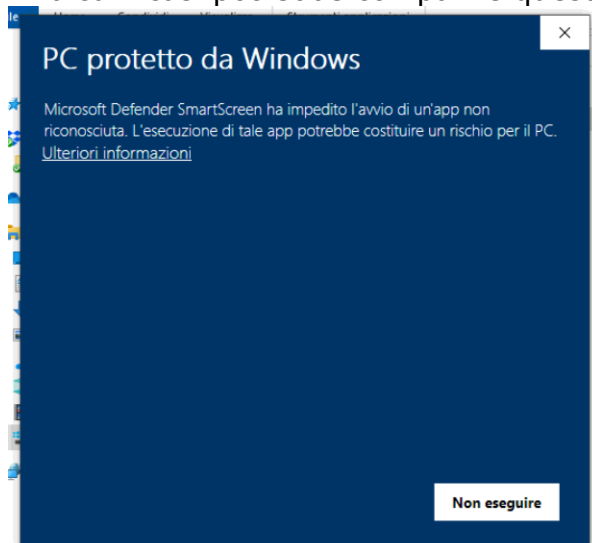 PC protetto da Windows
Microsoft Defender SmartScreen ha impedito l'avvio di un'app non
riconosciuta. L'esecuzione di tale app potrebbe costituire un rischio per il PC.
Ulteriori informazioni
Non eseguire